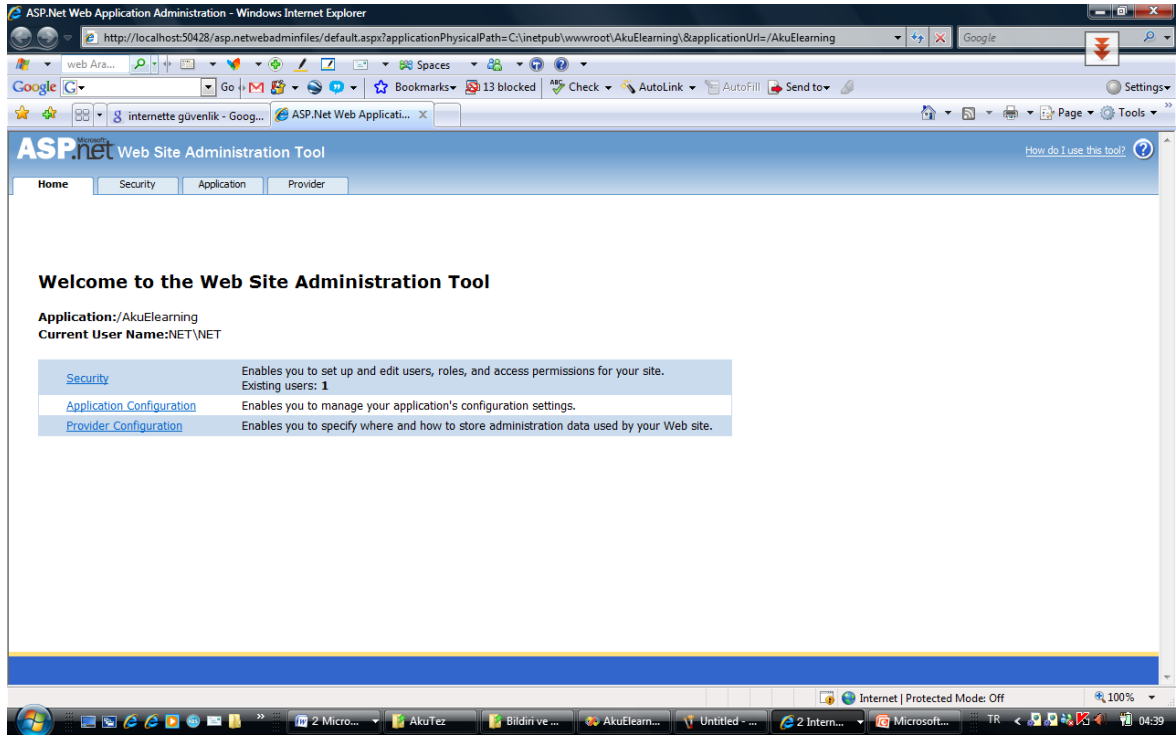 ASP.Net Web Application Administration - Windows Internet Explorer
http://localhost:50428/asp.netwebadminfiles/default.aspx?applicationPhysicalPath=C:\inetpub\wwwroot\AkuElearning\&applicationUrl=/AkuElearning
Google
web Ara...
Spaces
Google
G
Go
Bookmarks
13 blocked
Check
AutoLink
AutoFill
Send to
Settings
internette güvenlik - Goog...
ASP.Net Web Applicati...
Page
Tools
Microsoft
ASP.net Web Site Administration Tool
How do I use this tool?
Home
Security
Application
Provider
Welcome to the Web Site Administration Tool
Application:/AkuElearning
Current User Name:NET\NET
Security
Enables you to set up and edit users, roles, and access permissions for your site.
Existing users: 1
Application Configuration
Enables you to manage your application's configuration settings.
Provider Configuration
Enables you to specify where and how to store administration data used by your Web site.
Internet | Protected Mode: Off
100%
2 Micro...
AkuTez
Bildiri ve ...
AkuElearn...
Untitled - ...
2 Intern...
Microsoft...
TR
04:39